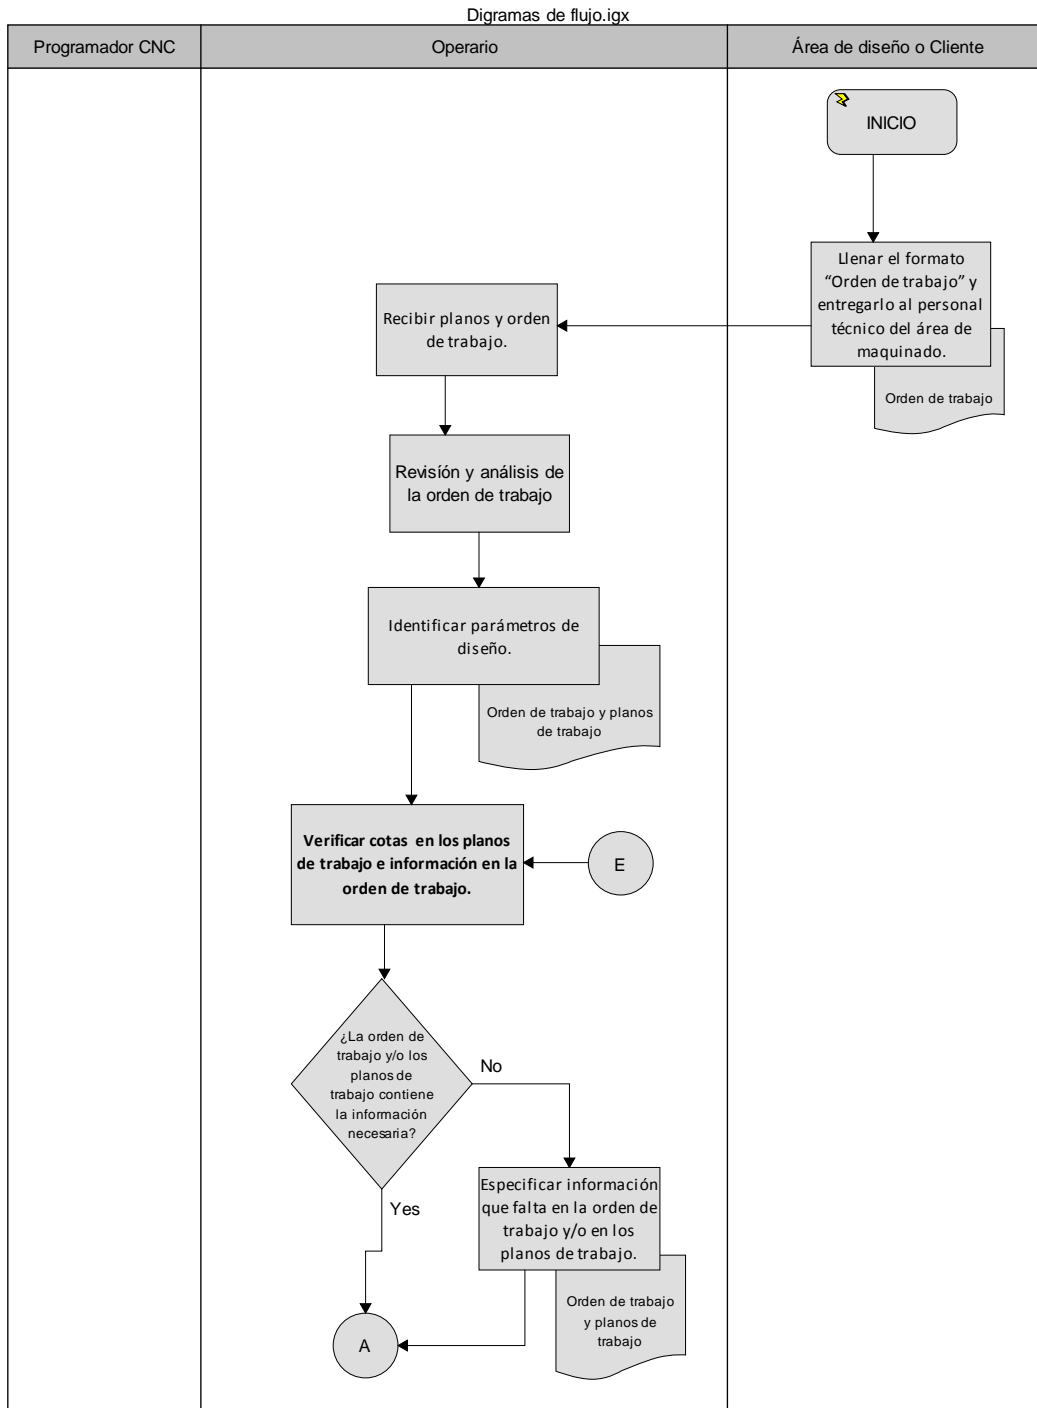 Digramas de flujo.igx
Programador CNC
Operario
Área de diseño o Cliente
INICIO
Llenar el formato
“Orden de trabajo” y
entregarlo al personal
técnico del área de
maquinado.
Orden de trabajo
Recibir planos y orden
de trabajo.
Revisíón y análisis de
la orden de trabajo
Identificar parámetros de
diseño.
Orden de trabajo y planos
de trabajo
Verificar cotas en los planos
de trabajo e información en la
orden de trabajo.
E
¿La orden de
trabajo y/o los
planos de
trabajo contiene
la información
necesaria?
No
Yes
Especificar información
que falta en la orden de
trabajo y/o en los
planos de trabajo.
Orden de trabajo
y planos de
trabajo
A